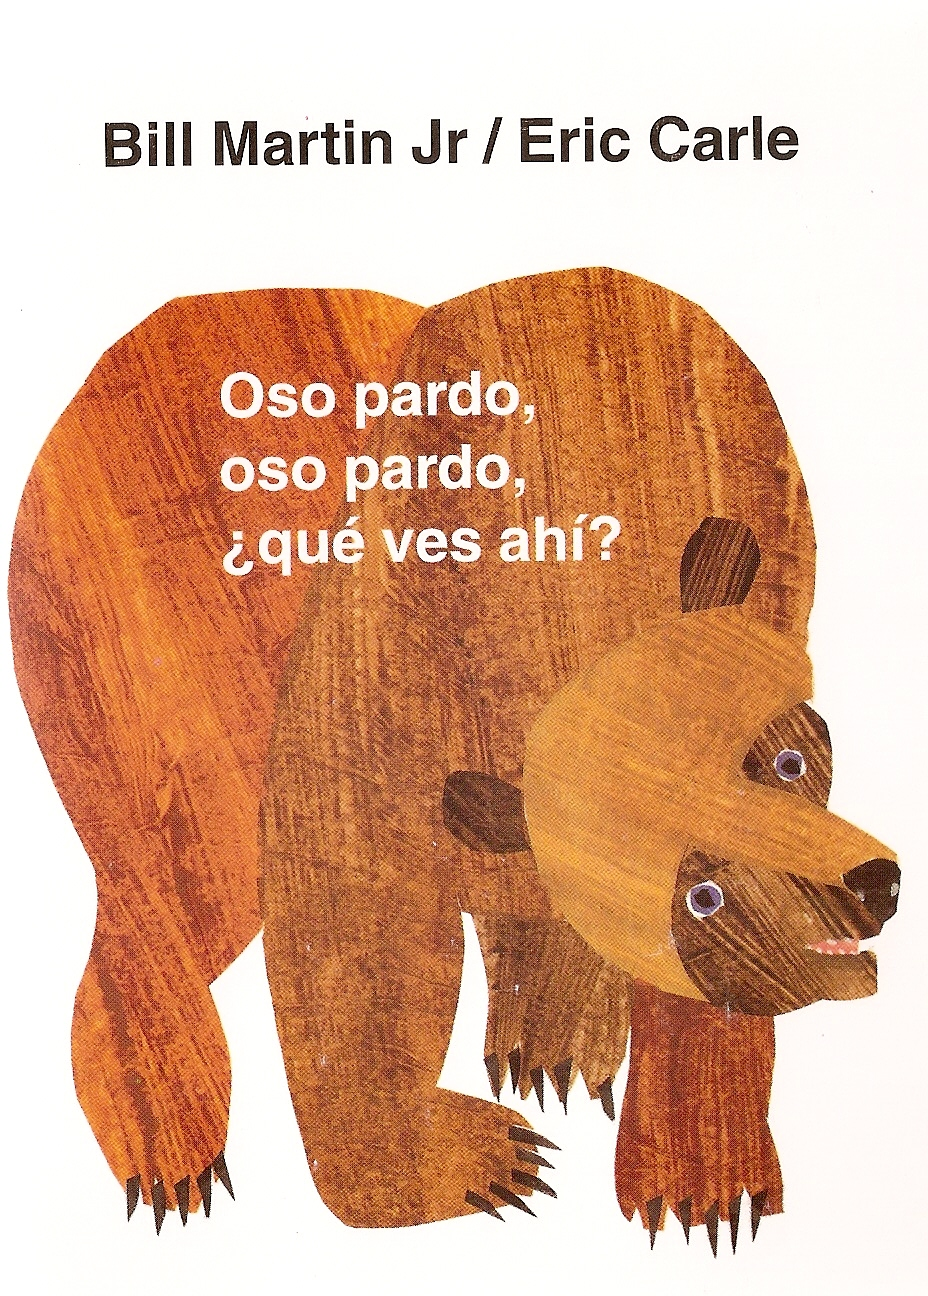 Bill Martin Jr / Eric Carle
Oso pardo,
oso pardo,
¿qué ves ahí?